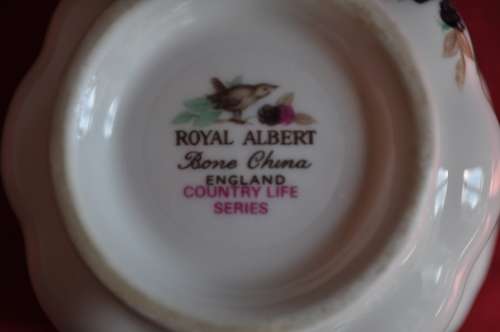 ROYAL ALBERT
Bone China
ENGLAND
COUNTRY LIFE
SERIES